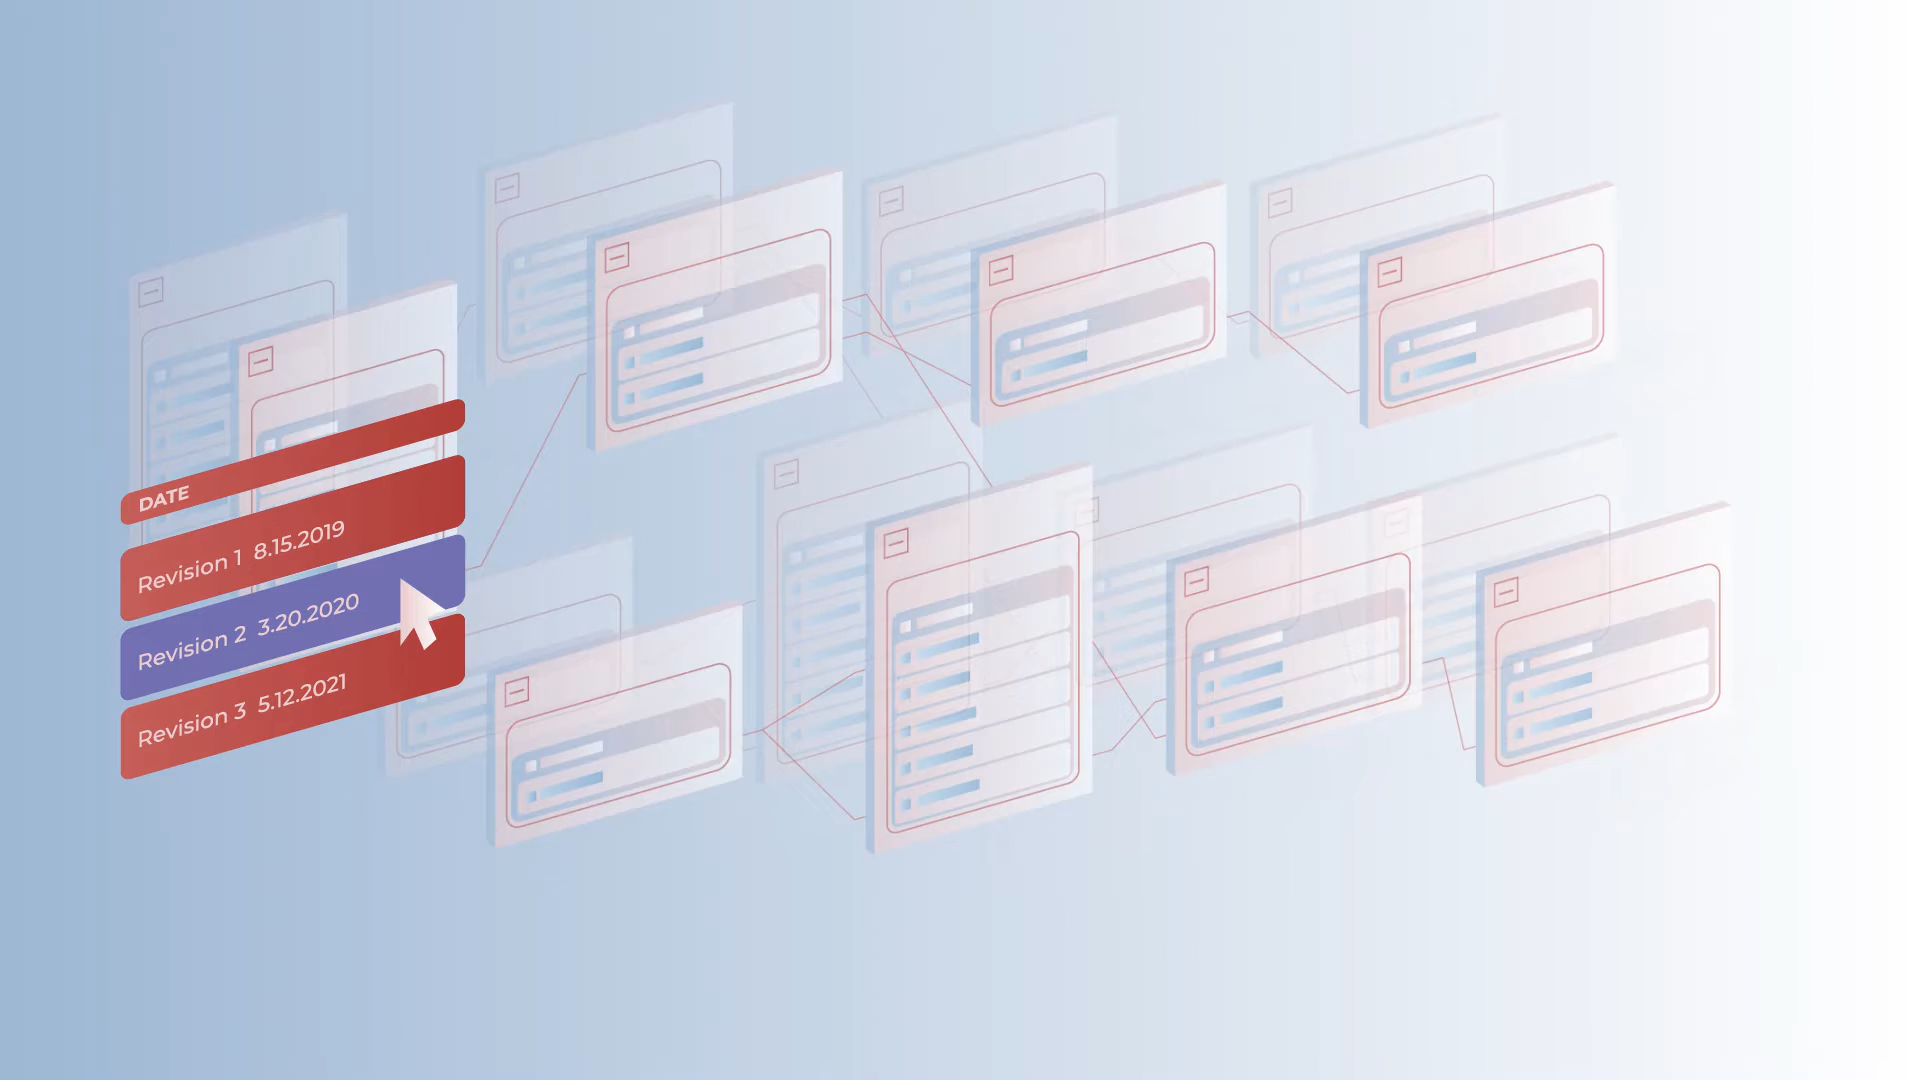 DATE
Revision 1 8.15.2019
Revision 2 3.20.2020
Revision 3 5.12.2021